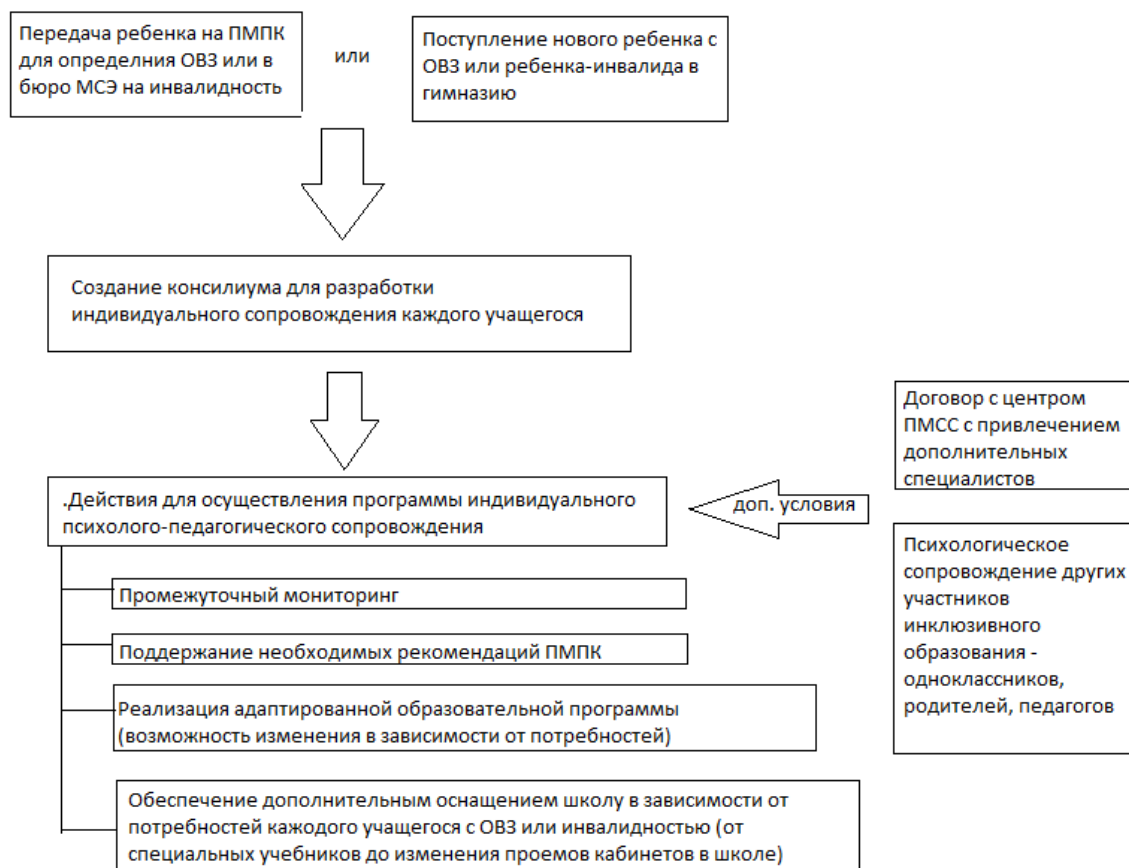 Передача ребенка на ПМПК
для определния ОВЗ или в
бюро МСЭ на инвалидность
или
Поступление нового ребенка с
ОВЗ или ребенка-инвалида в
гимназию
Создание консилиума для разработки
индивидуального сопровождения каждого учащегося
Договор с центром
ПМСС с привлечением
дополнительных
специалистов
.Действия для осуществления программы индивидуального
психолого-педагогического сопровождения
доп. условия
Психологическое
сопровождение других
участников
инклюзивного
образования -
одноклассников,
родителей, педагогов
Промежуточный мониторинг
Поддержание необходимых рекомендаций ПМПК
Реализация адаптированной образовательной программы
(возможность изменения в зависимости от потребностей)
Обеспечение дополнительным оснащением школу в зависимости от
потребностей кажодого учащегося с ОВЗ или инвалидностью (от
специальных учебников до изменения проемов кабинетов в школе)